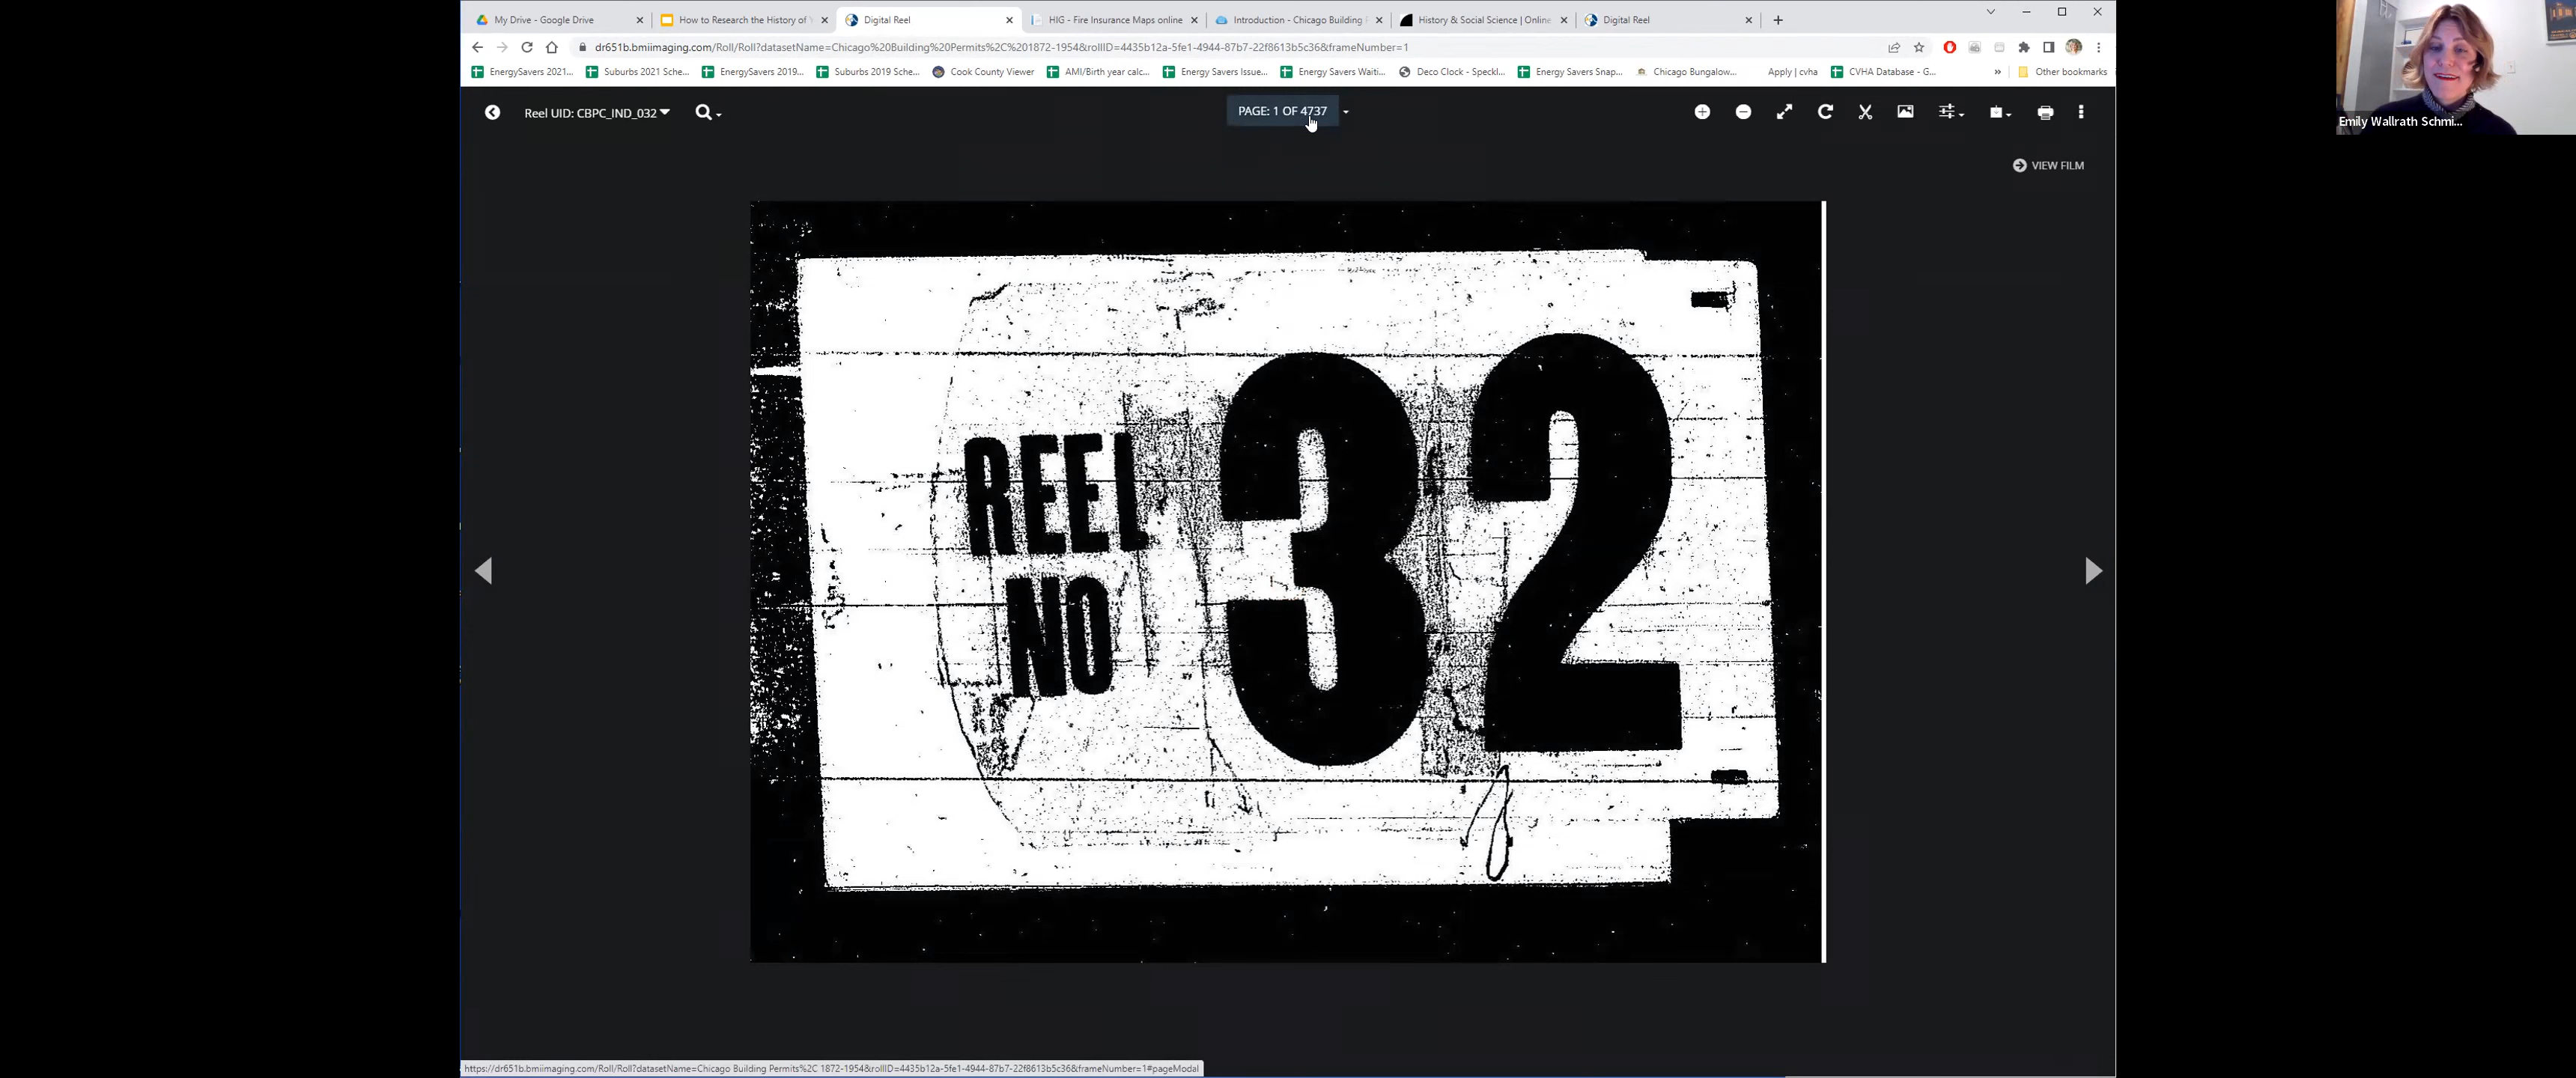 My Drive - Google Drive
How to Research the History of Y
Digital Reel
HIG - Fire Insurance Maps online
Introduction - Chicago Building
History & Social Science | Online
Digital Reel
dr651b.bmiimaging.com/Roll/Roll?datasetName=Chicago%20Building%20Permits%2C%201872-1954&rollID=4435b12a-5fe1-4944-87b7-22f8613b5c36&frameNumber=1
EnergySavers 2021...
Suburbs 2021 Sche...
EnergySavers 2019...
Suburbs 2019 Sche...
Cook County Viewer
AMI/Birth year calc...
Energy Savers Issue...
Energy Savers Waiti...
Deco Clock - Speckl...
Energy Savers Snap...
Chicago Bungalow...
Apply | cvha
CVHA Database - G...
»
Other bookmarks
Reel UID: CBPC_IND_032
PAGE: 1 OF 4737
VIEW FILM
REEL
NO
32
Emily Wallrath Schmi...
https://dr651b.bmiimaging.com/Roll/Roll?datasetName=Chicago Building Permits%2C 1872-1954&rollID=4435b12a-5fe1-4944-87b7-22f8613b5c36&frameNumber=1#pageModal